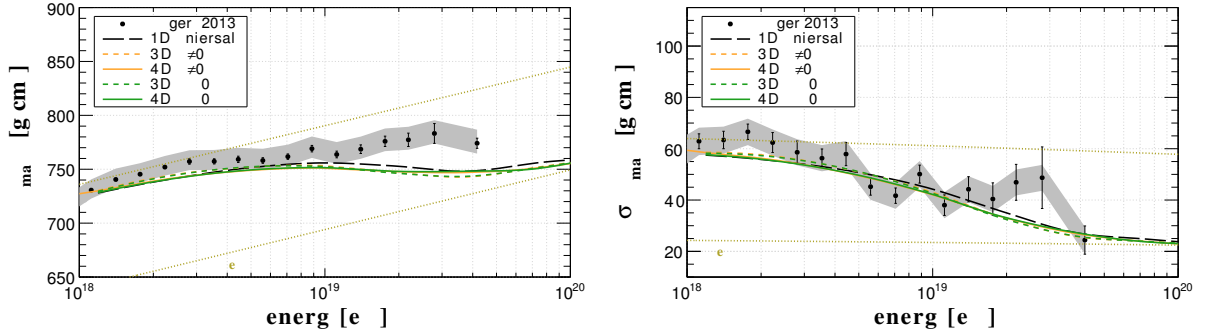 900
850
800
750
700
650
[g cm ]
ma
ger 2013
1D niersal
3D ≠0
4D ≠0
3D 0
4D 0
e
10^18
10^19
10^20
energ [e ]
100
80
60
40
20
σ
ma
[g cm ]
ger 2013
1D niersal
3D ≠0
4D ≠0
3D 0
4D 0
e
10^18
10^19
10^20
energ [e ]